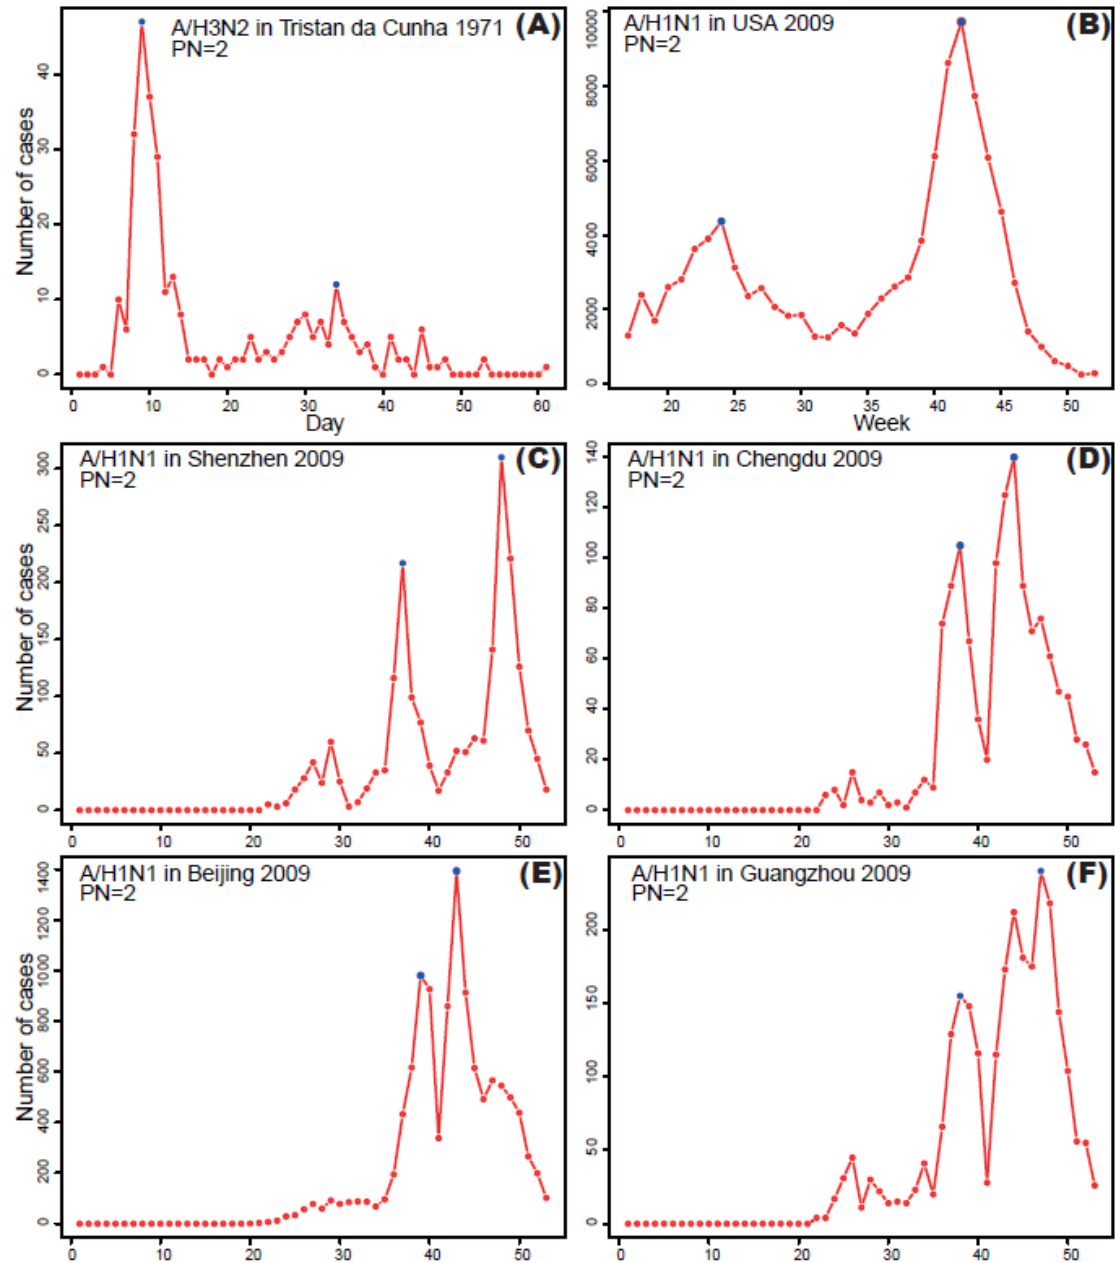 A/H3N2 in Tristan da Cunha 1971 (A)
PN=2
Number of cases
0 10 20 30 40
0 10 20 30 40 50 60
Day
A/H1N1 in USA 2009 (B)
PN=2
0 2000 4000 6000 8000 10000
20 25 30 35 40 45 50
Week
A/H1N1 in Shenzhen 2009 (C)
PN=2
Number of cases
0 50 100 150 200 250 300
0 10 20 30 40 50
A/H1N1 in Chengdu 2009 (D)
PN=2
0 20 40 60 80 100 120 140
0 10 20 30 40 50
A/H1N1 in Beijing 2009 (E)
PN=2
Number of cases
0 200 400 600 800 1000 1200 1400
0 10 20 30 40 50
A/H1N1 in Guangzhou 2009 (F)
PN=2
0 50 100 150 200
0 10 20 30 40 50